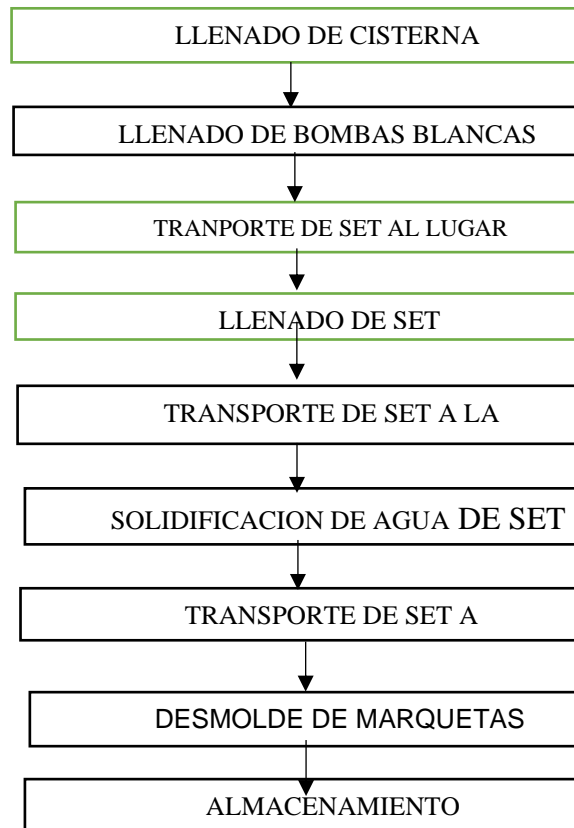 LLENADO DE CISTERNA
LLENADO DE BOMBAS BLANCAS
TRANPORTE DE SET AL LUGAR
LLENADO DE SET
TRANSPORTE DE SET A LA
SOLIDIFICACION DE AGUA DE SET
TRANSPORTE DE SET A
DESMOLDE DE MARQUETAS
ALMACENAMIENTO